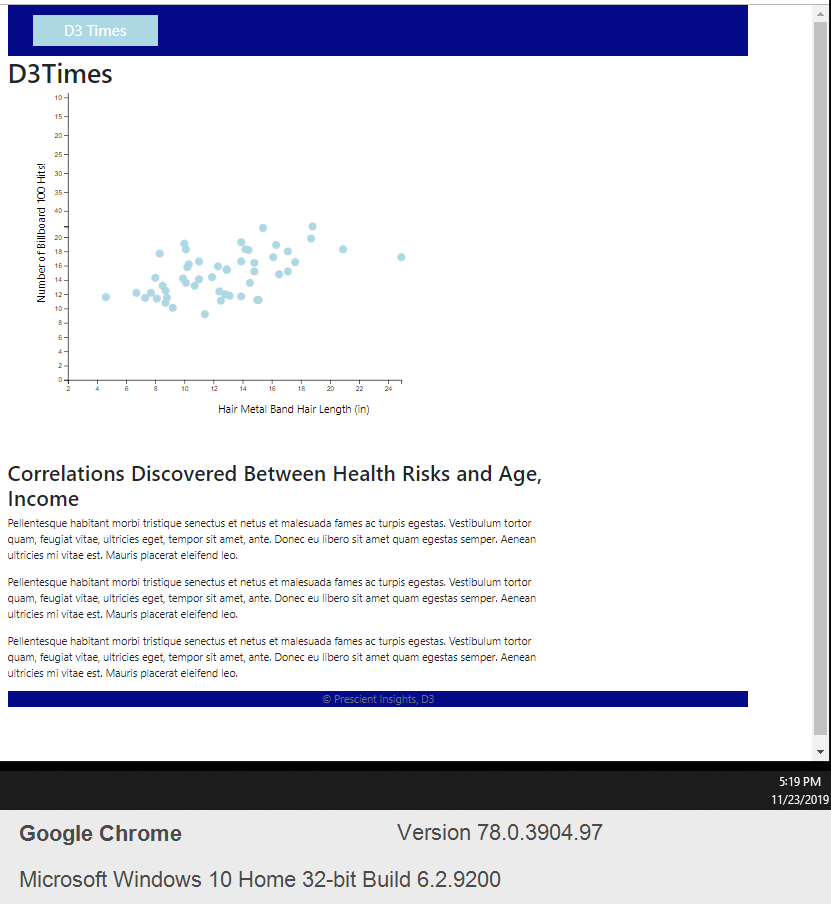 D3 Times
D3Times
10
15
20
25
30
35
40
20
18
16
14
12
10
8
6
4
2
0
Number of Billboard 100 Hits!
2 4 6 8 10 12 14 16 18 20 22 24
Hair Metal Band Hair Length (in)
Correlations Discovered Between Health Risks and Age,
Income
Pellentesque habitant morbi tristique senectus et netus et malesuada fames ac turpis egestas. Vestibulum tortor
quam, feugiat vitae, ultricies eget, tempor sit amet, ante. Donec eu libero sit amet quam egestas semper. Aenean
ultricies mi vitae est. Mauris placerat eleifend leo.
Pellentesque habitant morbi tristique senectus et netus et malesuada fames ac turpis egestas. Vestibulum tortor
quam, feugiat vitae, ultricies eget, tempor sit amet, ante. Donec eu libero sit amet quam egestas semper. Aenean
ultricies mi vitae est. Mauris placerat eleifend leo.
Pellentesque habitant morbi tristique senectus et netus et malesuada fames ac turpis egestas. Vestibulum tortor
quam, feugiat vitae, ultricies eget, tempor sit amet, ante. Donec eu libero sit amet quam egestas semper. Aenean
ultricies mi vitae est. Mauris placerat eleifend leo.
© Prescient Insights, D3
5:19 PM
11/23/2019
Google Chrome Version 78.0.3904.97
Microsoft Windows 10 Home 32-bit Build 6.2.9200